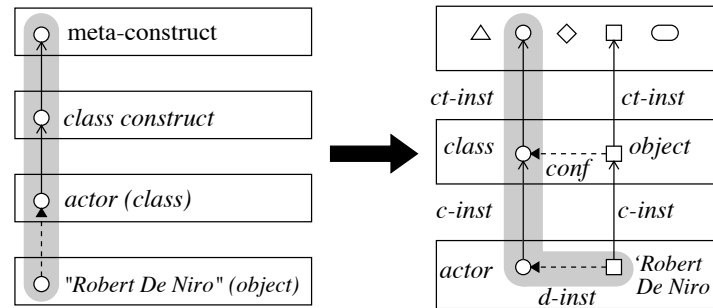 meta-construct
class construct
actor (class)
"Robert De Niro" (object)
ct-inst
ct-inst
class
object
conf
c-inst
c-inst
actor
'Robert
De Niro
d-inst